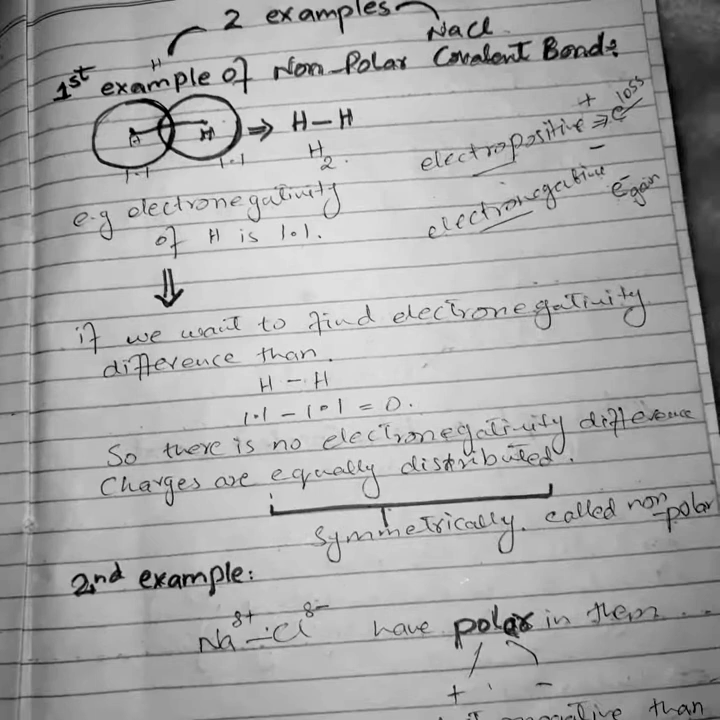 2 examples
NaCl.
H
1st example of Non-Polar Covalent Bond:
H H ⇒ H-H
1.1 1.1 H2.
electropositive + ⇒ e loss
electronegative - e gain
e.g electronegativity
of H is 1.1.
⇓
if we want to find electronegativity
difference than.
H - H
1.1 - 1.1 = 0.
So there is no electronegativity difference
Charges are equally distributed.
Symmetrically. called non-polar
2nd example:
Na δ+ - Cl δ- have polar in them...
+ -
than